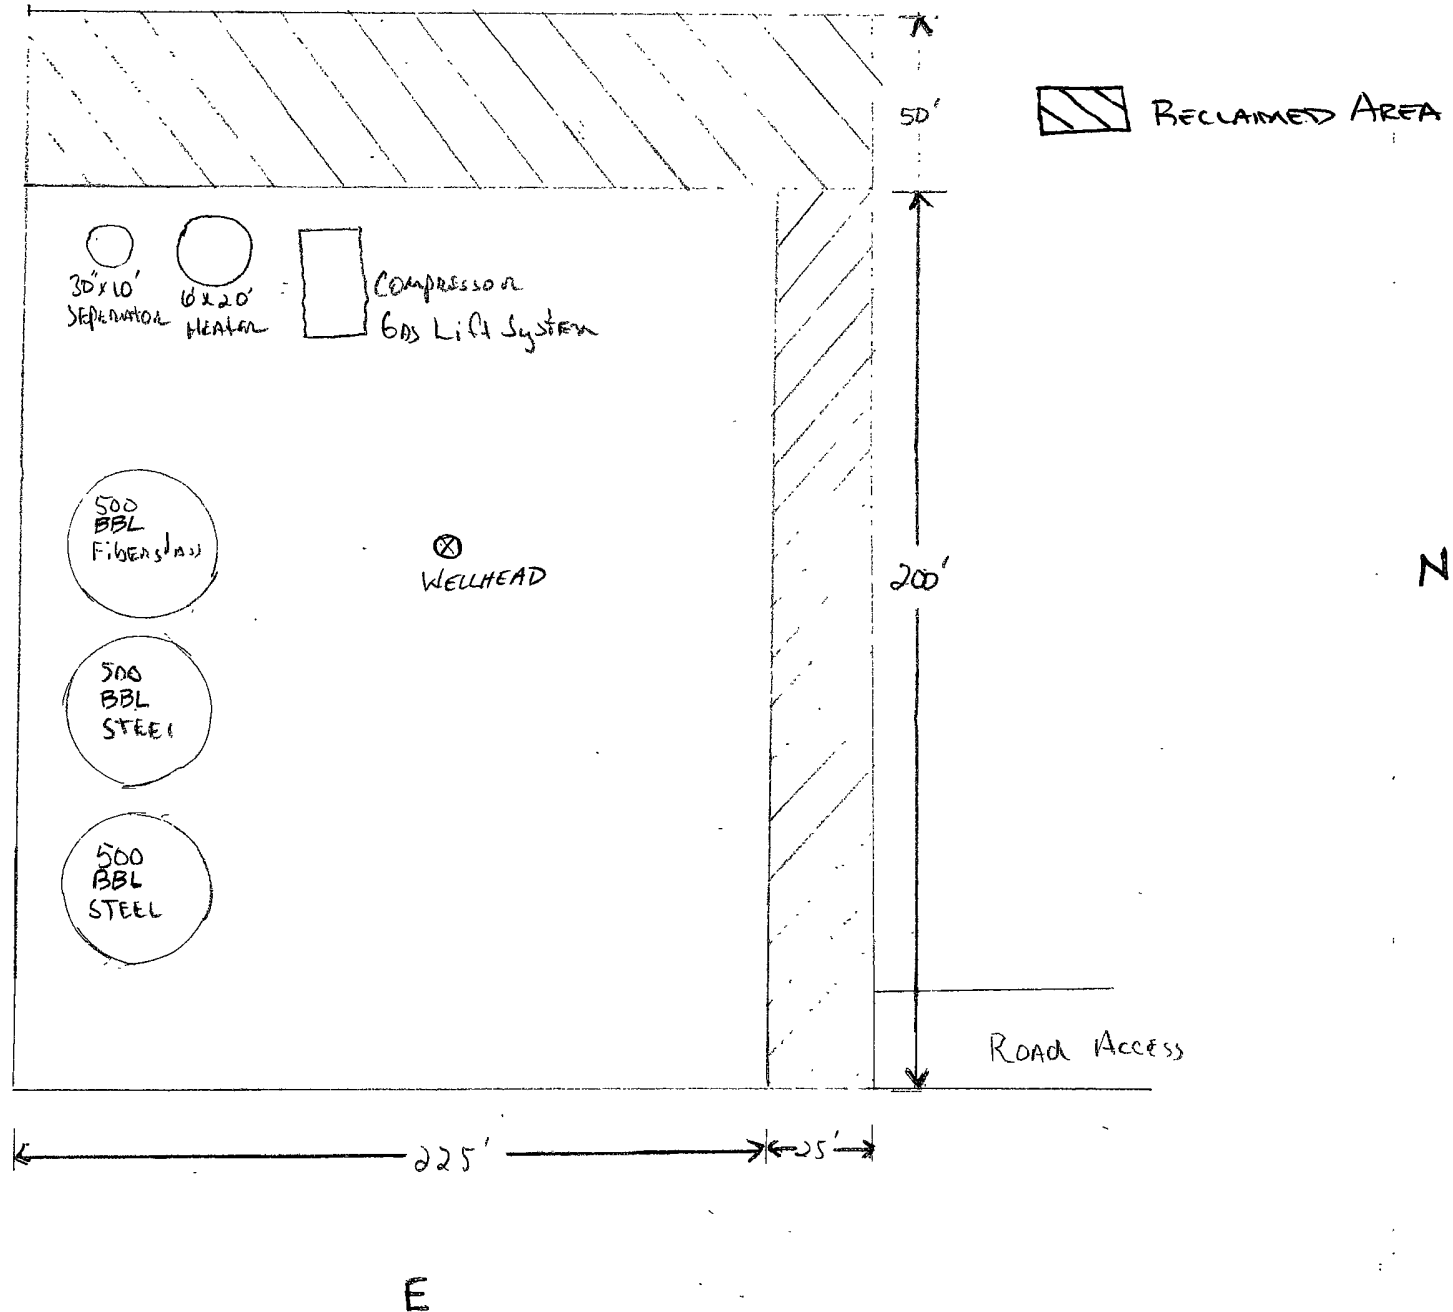 50'
RECLAIMED AREA
30"x10'
SEPERATOR
6'x20'
HEATER
COMPRESSOR
GAS Lift System
500
BBL
Fiberglass
WELLHEAD
200'
N
500
BBL
STEEL
500
BBL
STEEL
ROAD ACCESS
225'
25'
E